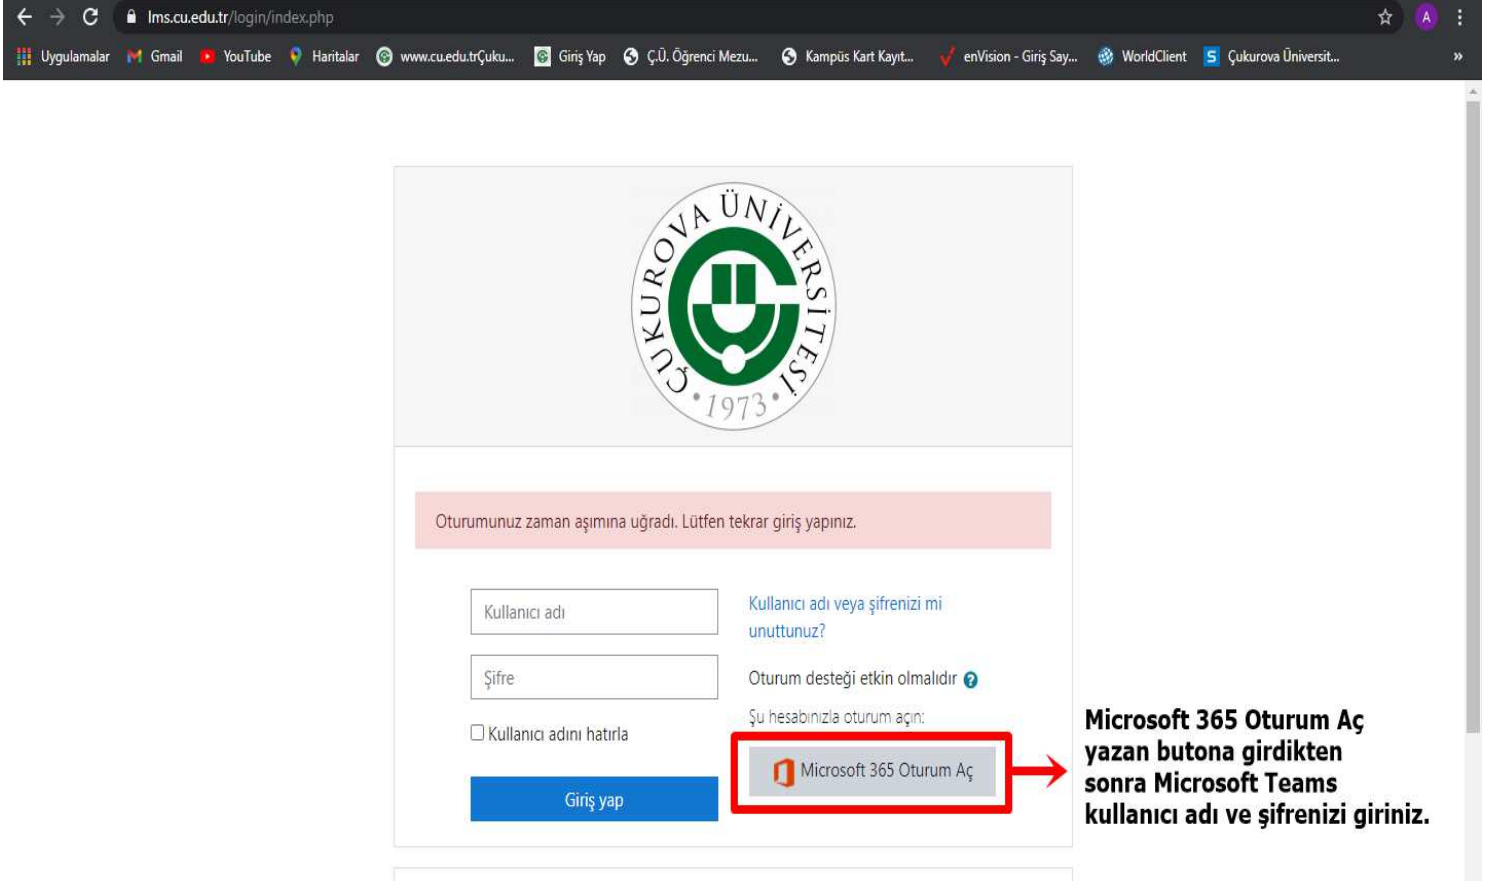 lms.cu.edu.tr/login/index.php
A
Uygulamalar
Gmail
YouTube
Haritalar
www.cu.edu.trÇuku...
Giriş Yap
Ç.Ü. Öğrenci Mezu...
Kampüs Kart Kayıt...
enVision - Giriş Say...
WorldClient
S
Çukurova Üniversit...
»
ÇUKUROVA ÜNİVERSİTESİ
•1973•
Oturumunuz zaman aşımına uğradı. Lütfen tekrar giriş yapınız.
Kullanıcı adı
Şifre
Kullanıcı adını hatırla
Giriş yap
Kullanıcı adı veya şifrenizi mi
unuttunuz?
Oturum desteği etkin olmalıdır ?
Şu hesabınızla oturum açın:
Microsoft 365 Oturum Aç
Microsoft 365 Oturum Aç
yazan butona girdikten
sonra Microsoft Teams
kullanıcı adı ve şifrenizi giriniz.